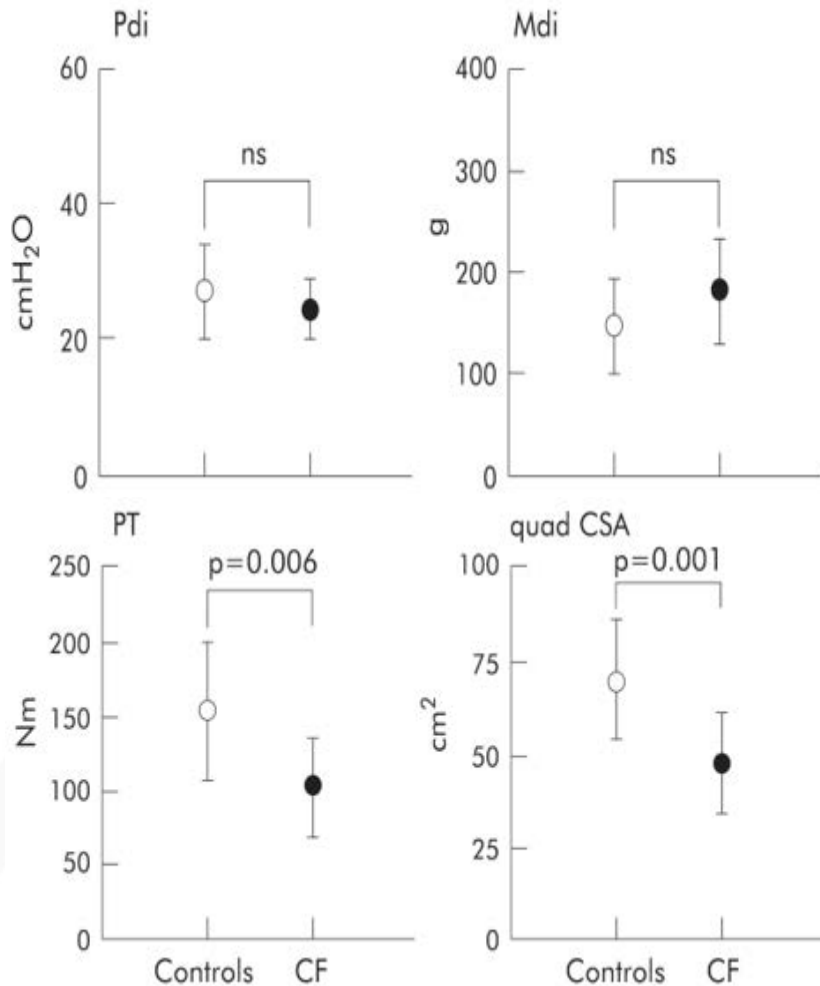 Pdi
60
40
20
0
cmH₂O
ns
Mdi
400
300
200
100
0
g
ns
PT
250
200
150
100
50
0
Nm
p=0.006
Controls CF
quad CSA
100
75
50
25
0
cm²
p=0.001
Controls CF